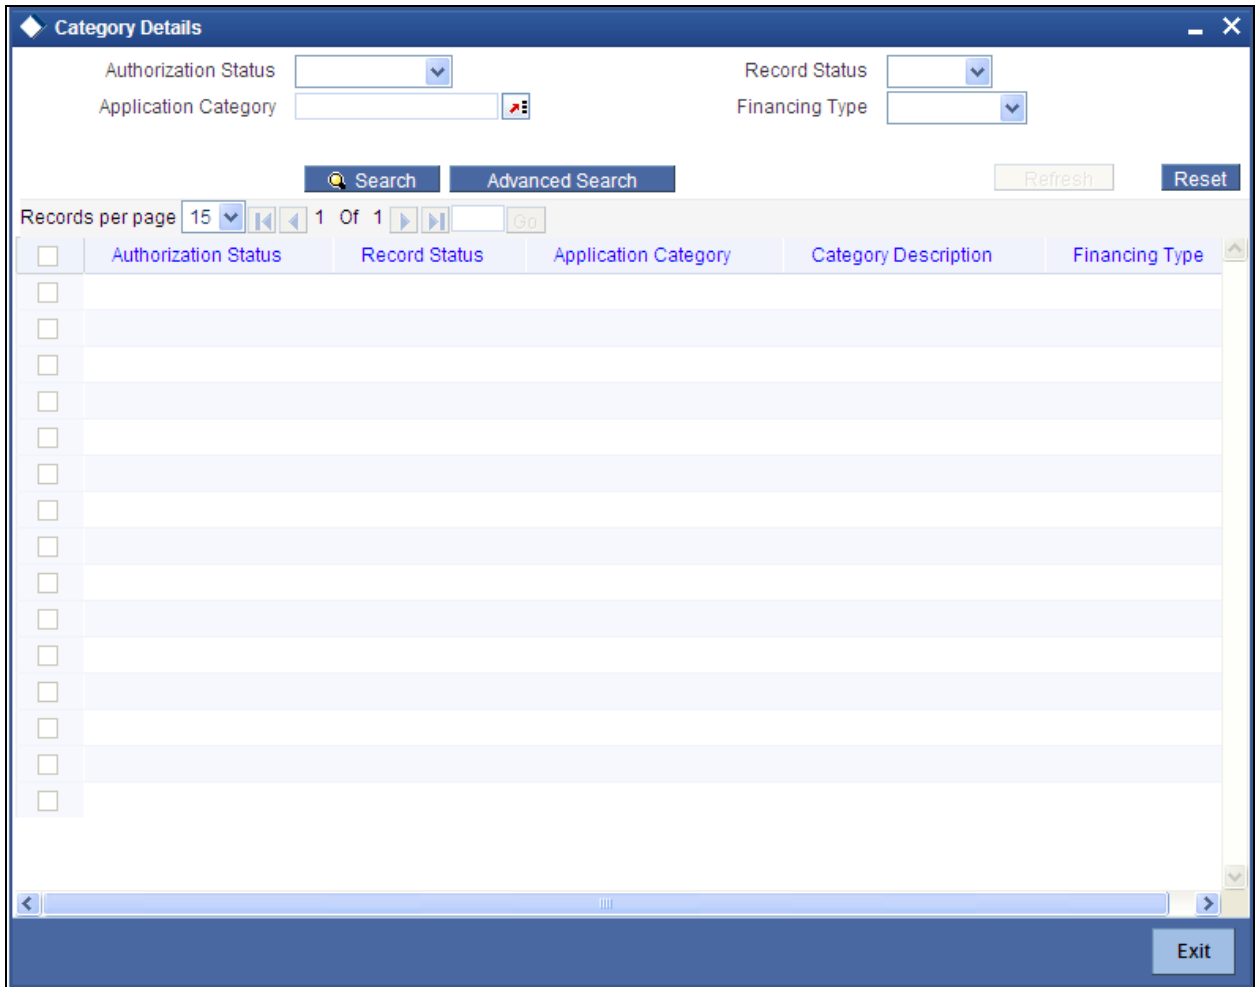 Category Details
Authorization Status Record Status
Application Category Financing Type
Search Advanced Search Refresh Reset
Records per page 15 1 Of 1 Go
Authorization Status Record Status Application Category Category Description Financing Type
Exit